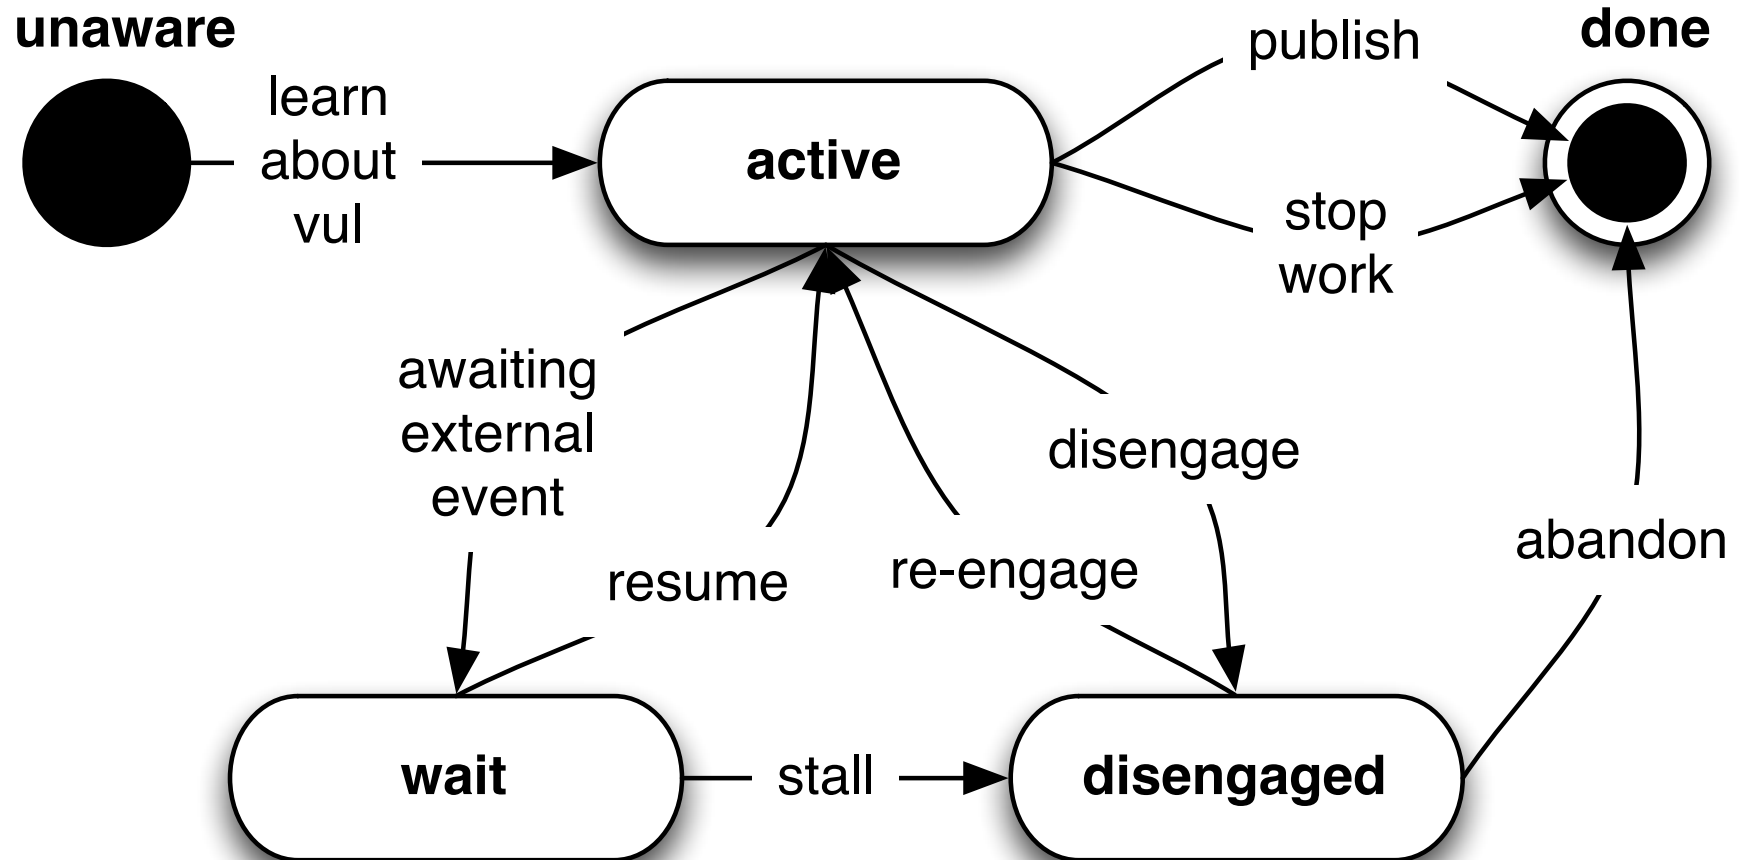 unaware
learn
about
vul
active
publish
done
stop
work
awaiting
external
event
resume
re-engage
disengage
abandon
wait
stall
disengaged